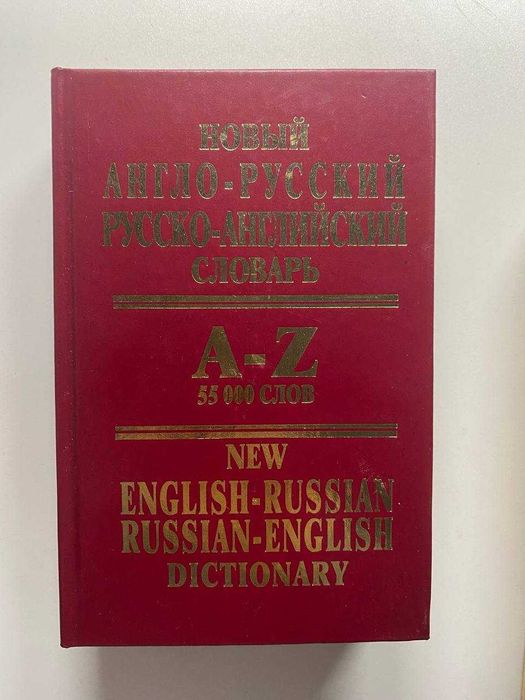 НОВЫЙ
АНГЛО-РУССКИЙ
РУССКО-АНГЛИЙСКИЙ
СЛОВАРЬ
A-Z
55 000 СЛОВ
NEW
ENGLISH-RUSSIAN
RUSSIAN-ENGLISH
DICTIONARY